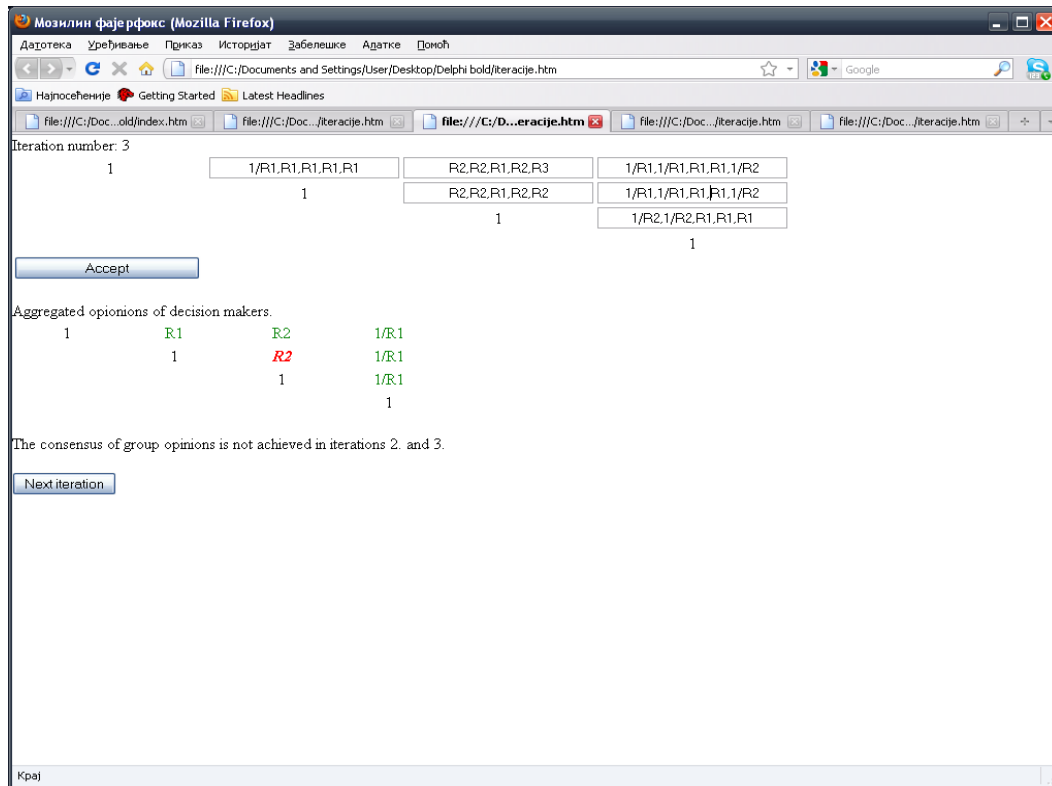 Мозилин фајерфокс (Mozilla Firefox)
Датотека Уређивање Приказ Историјат Забелешке Алатке Помоћ
file:///C:/Documents and Settings/User/Desktop/Delphi bold/iteracije.htm Google
Најпосећеније Getting Started Latest Headlines
file:///C:/Doc...old/index.htm file:///C:/Doc.../iteracije.htm file:///C:/D...eracije.htm file:///C:/Doc.../iteracije.htm file:///C:/Doc.../iteracije.htm
Iteration number: 3
1 1/R1,R1,R1,R1,R1 R2,R2,R1,R2,R3 1/R1,1/R1,R1,R1,1/R2
1 R2,R2,R1,R2,R2 1/R1,1/R1,R1,R1,1/R2
1 1/R2,1/R2,R1,R1,R1
1
Accept
Aggregated opionions of decision makers.
1 R1 R2 1/R1
1 R2 1/R1
1 1/R1
1
The consensus of group opinions is not achieved in iterations 2. and 3.
Next iteration
Крај